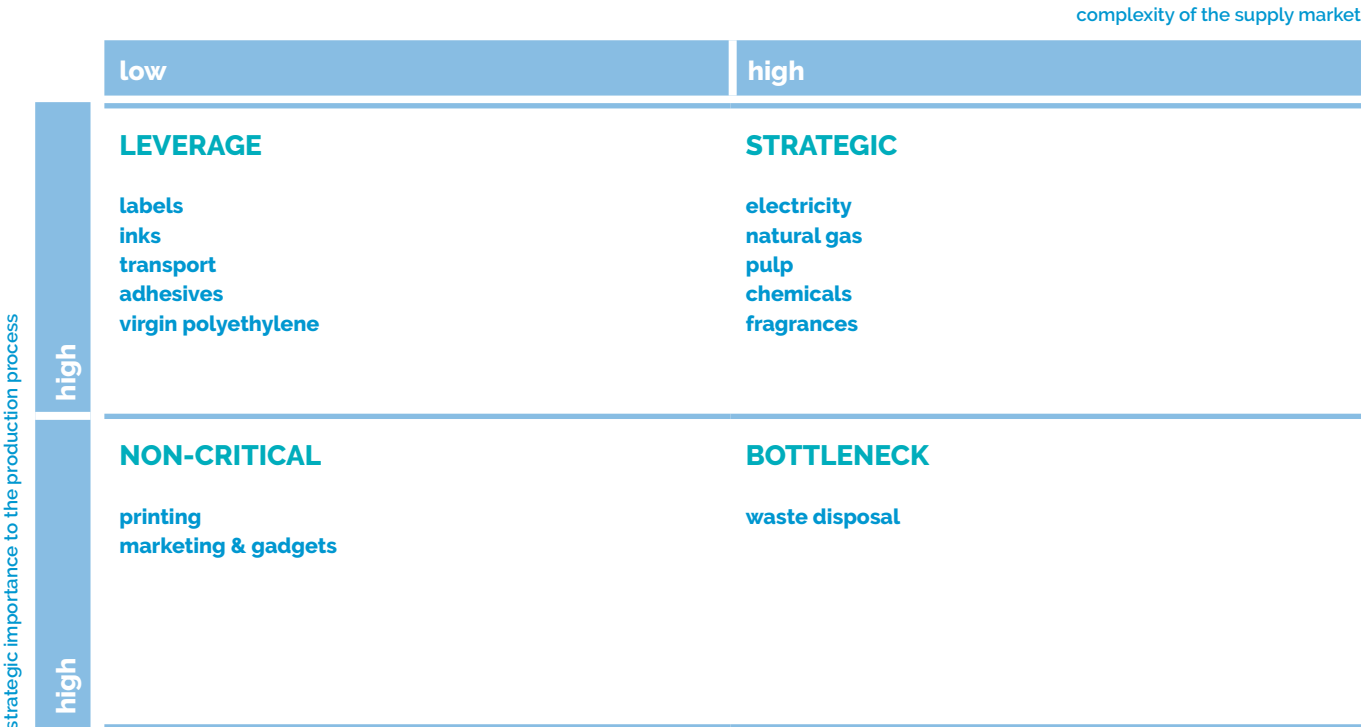 complexity of the supply market
low
high
strategic importance to the production process
high
LEVERAGE
labels
inks
transport
adhesives
virgin polyethylene
STRATEGIC
electricity
natural gas
pulp
chemicals
fragrances
high
NON-CRITICAL
printing
marketing & gadgets
BOTTLENECK
waste disposal